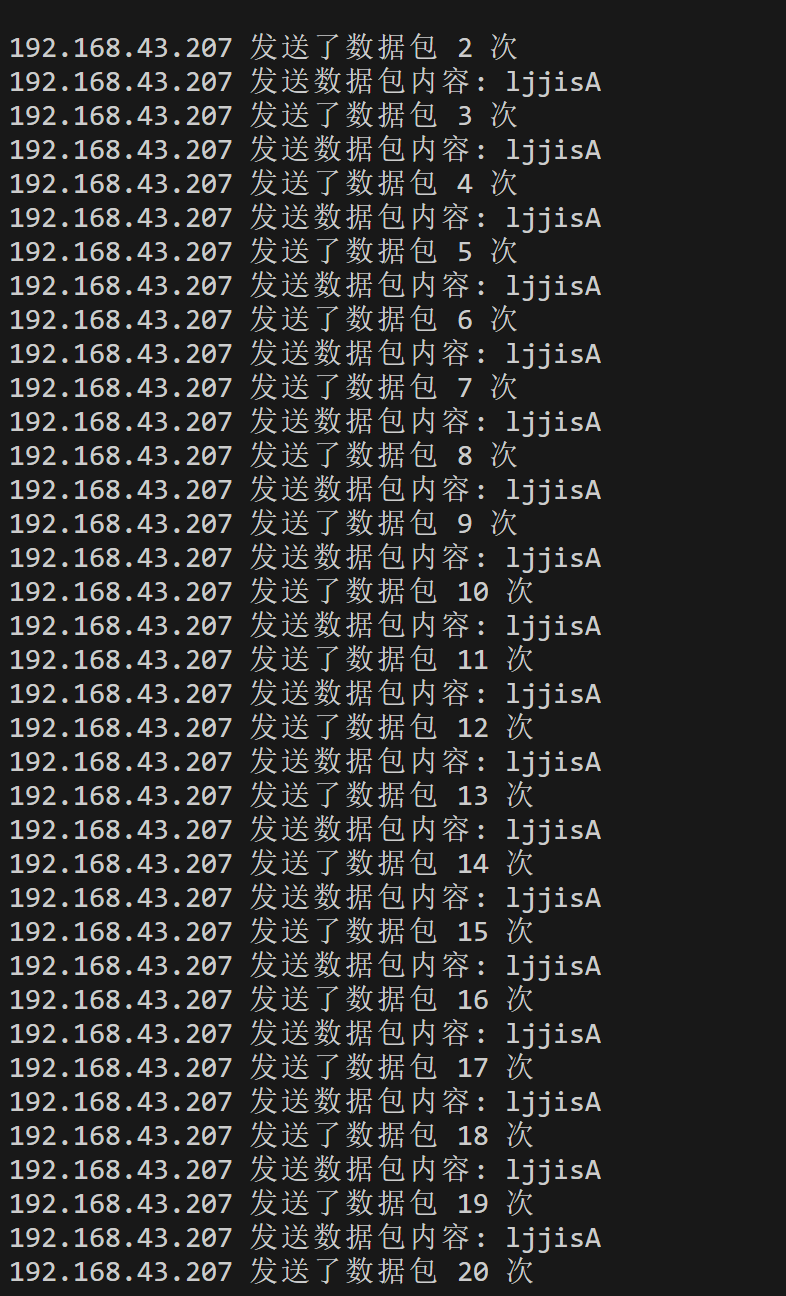 192.168.43.207 发送了数据包 2 次
192.168.43.207 发送数据包内容: ljjisA
192.168.43.207 发送了数据包 3 次
192.168.43.207 发送数据包内容: ljjisA
192.168.43.207 发送了数据包 4 次
192.168.43.207 发送数据包内容: ljjisA
192.168.43.207 发送了数据包 5 次
192.168.43.207 发送数据包内容: ljjisA
192.168.43.207 发送了数据包 6 次
192.168.43.207 发送数据包内容: ljjisA
192.168.43.207 发送了数据包 7 次
192.168.43.207 发送数据包内容: ljjisA
192.168.43.207 发送了数据包 8 次
192.168.43.207 发送数据包内容: ljjisA
192.168.43.207 发送了数据包 9 次
192.168.43.207 发送数据包内容: ljjisA
192.168.43.207 发送了数据包 10 次
192.168.43.207 发送数据包内容: ljjisA
192.168.43.207 发送了数据包 11 次
192.168.43.207 发送数据包内容: ljjisA
192.168.43.207 发送了数据包 12 次
192.168.43.207 发送数据包内容: ljjisA
192.168.43.207 发送了数据包 13 次
192.168.43.207 发送数据包内容: ljjisA
192.168.43.207 发送了数据包 14 次
192.168.43.207 发送数据包内容: ljjisA
192.168.43.207 发送了数据包 15 次
192.168.43.207 发送数据包内容: ljjisA
192.168.43.207 发送了数据包 16 次
192.168.43.207 发送数据包内容: ljjisA
192.168.43.207 发送了数据包 17 次
192.168.43.207 发送数据包内容: ljjisA
192.168.43.207 发送了数据包 18 次
192.168.43.207 发送数据包内容: ljjisA
192.168.43.207 发送了数据包 19 次
192.168.43.207 发送数据包内容: ljjisA
192.168.43.207 发送了数据包 20 次